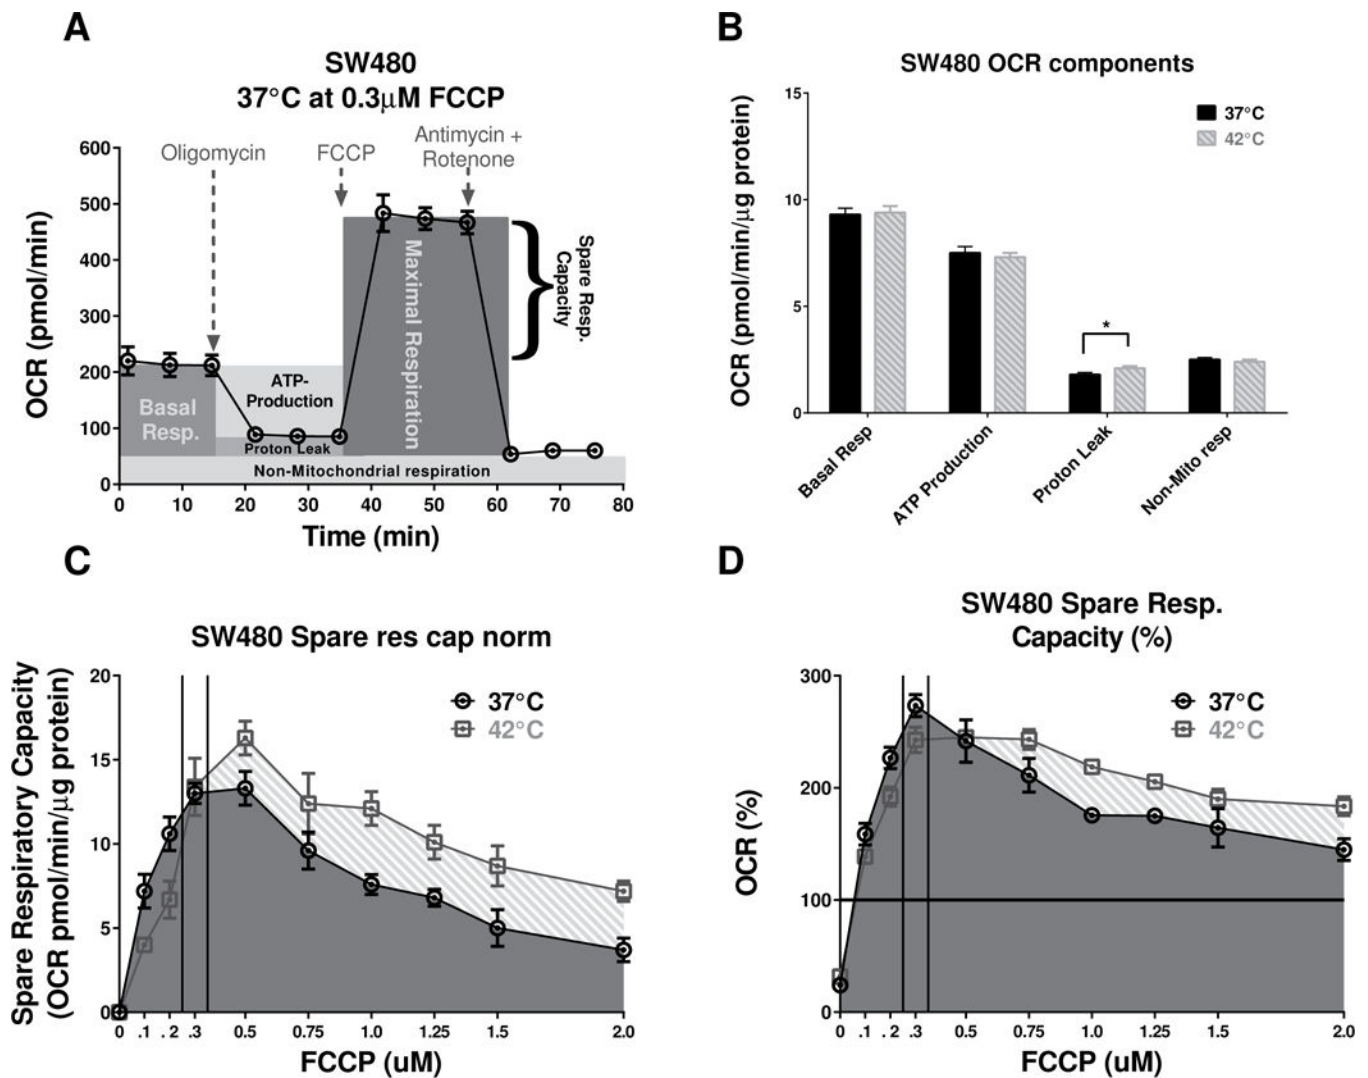 A
SW480
37°C at 0.3μM FCCP
Oligomycin
FCCP
Antimycin +
Rotenone
OCR (pmol/min)
600
500
400
300
200
100
0
Basal
Resp.
ATP-
Production
Proton Leak
Maximal Respiration
Spare Resp.
Capacity
Non-Mitochondrial respiration
0 10 20 30 40 50 60 70 80
Time (min)
B
SW480 OCR components
OCR (pmol/min/μg protein)
15
10
5
0
37°C
42°C
*
Basal Resp
ATP Production
Proton Leak
Non-Mito resp
C
SW480 Spare res cap norm
Spare Respiratory Capacity
(OCR pmol/min/μg protein)
20
15
10
5
0
37°C
42°C
0 .1 .2 .3 0.5 0.75 1.0 1.25 1.5 2.0
FCCP (uM)
D
SW480 Spare Resp.
Capacity (%)
OCR (%)
300
200
100
0
37°C
42°C
0 .1 .2 .3 0.5 0.75 1.0 1.25 1.5 2.0
FCCP (uM)